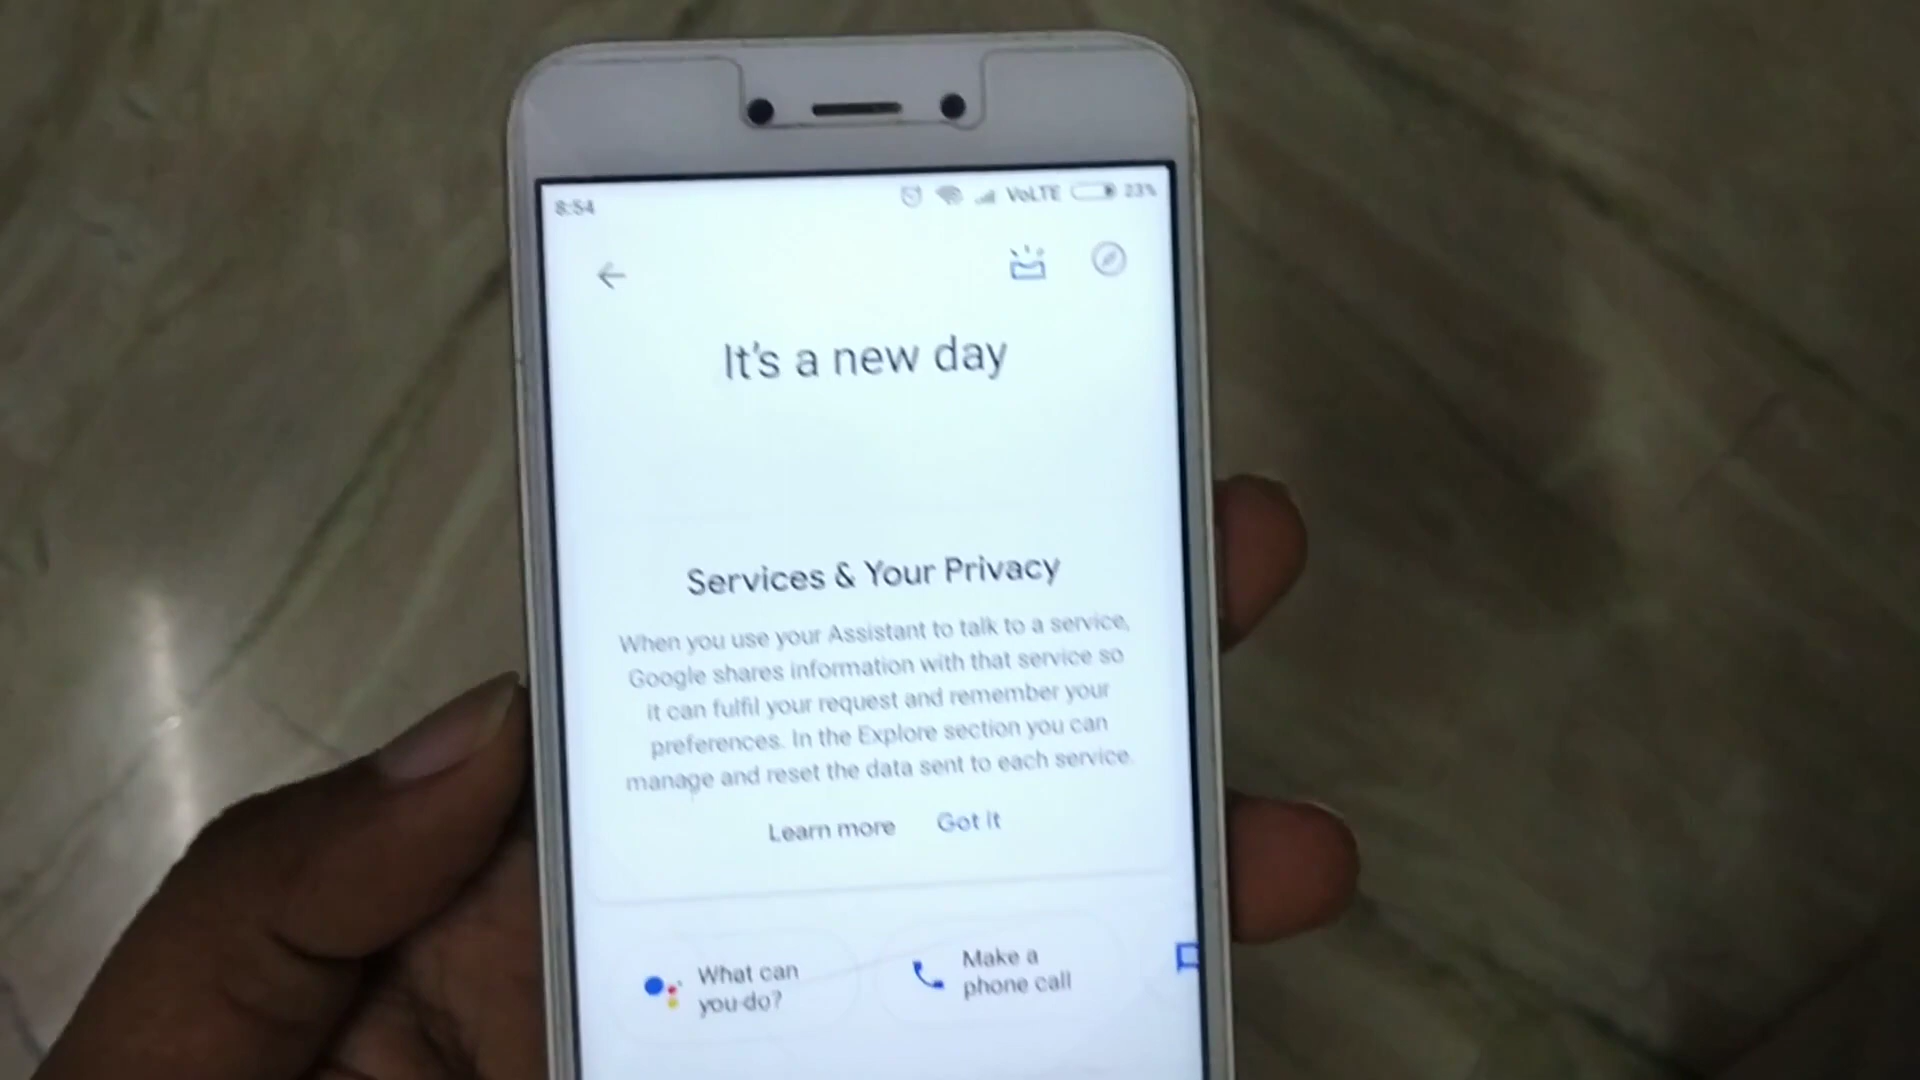 8:54 VoLTE 23%
It's a new day
Services & Your Privacy
When you use your Assistant to talk to a service,
Google shares information with that service so
it can fulfil your request and remember your
preferences. In the Explore section you can
manage and reset the data sent to each service.
Learn more Got it
What can
you do?
Make a
phone call